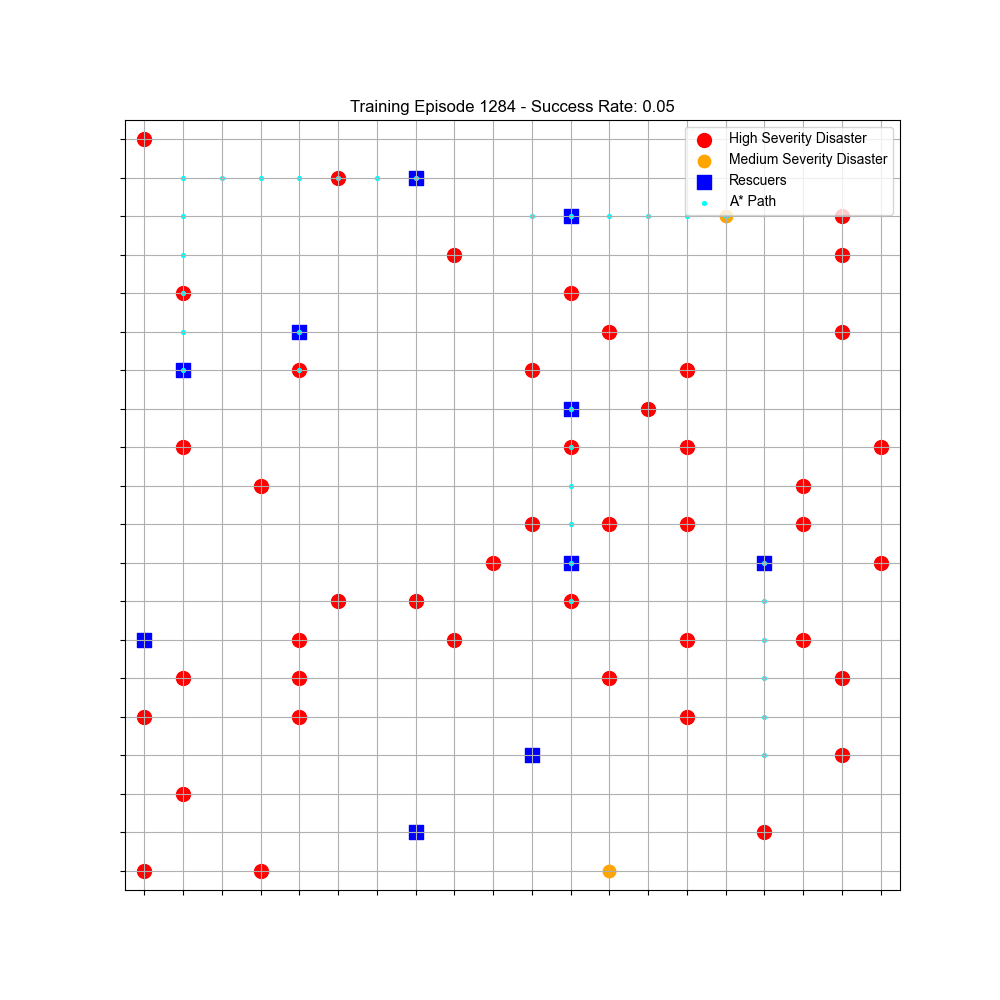 Training Episode 1284 - Success Rate: 0.05
High Severity Disaster
Medium Severity Disaster
Rescuers
A* Path